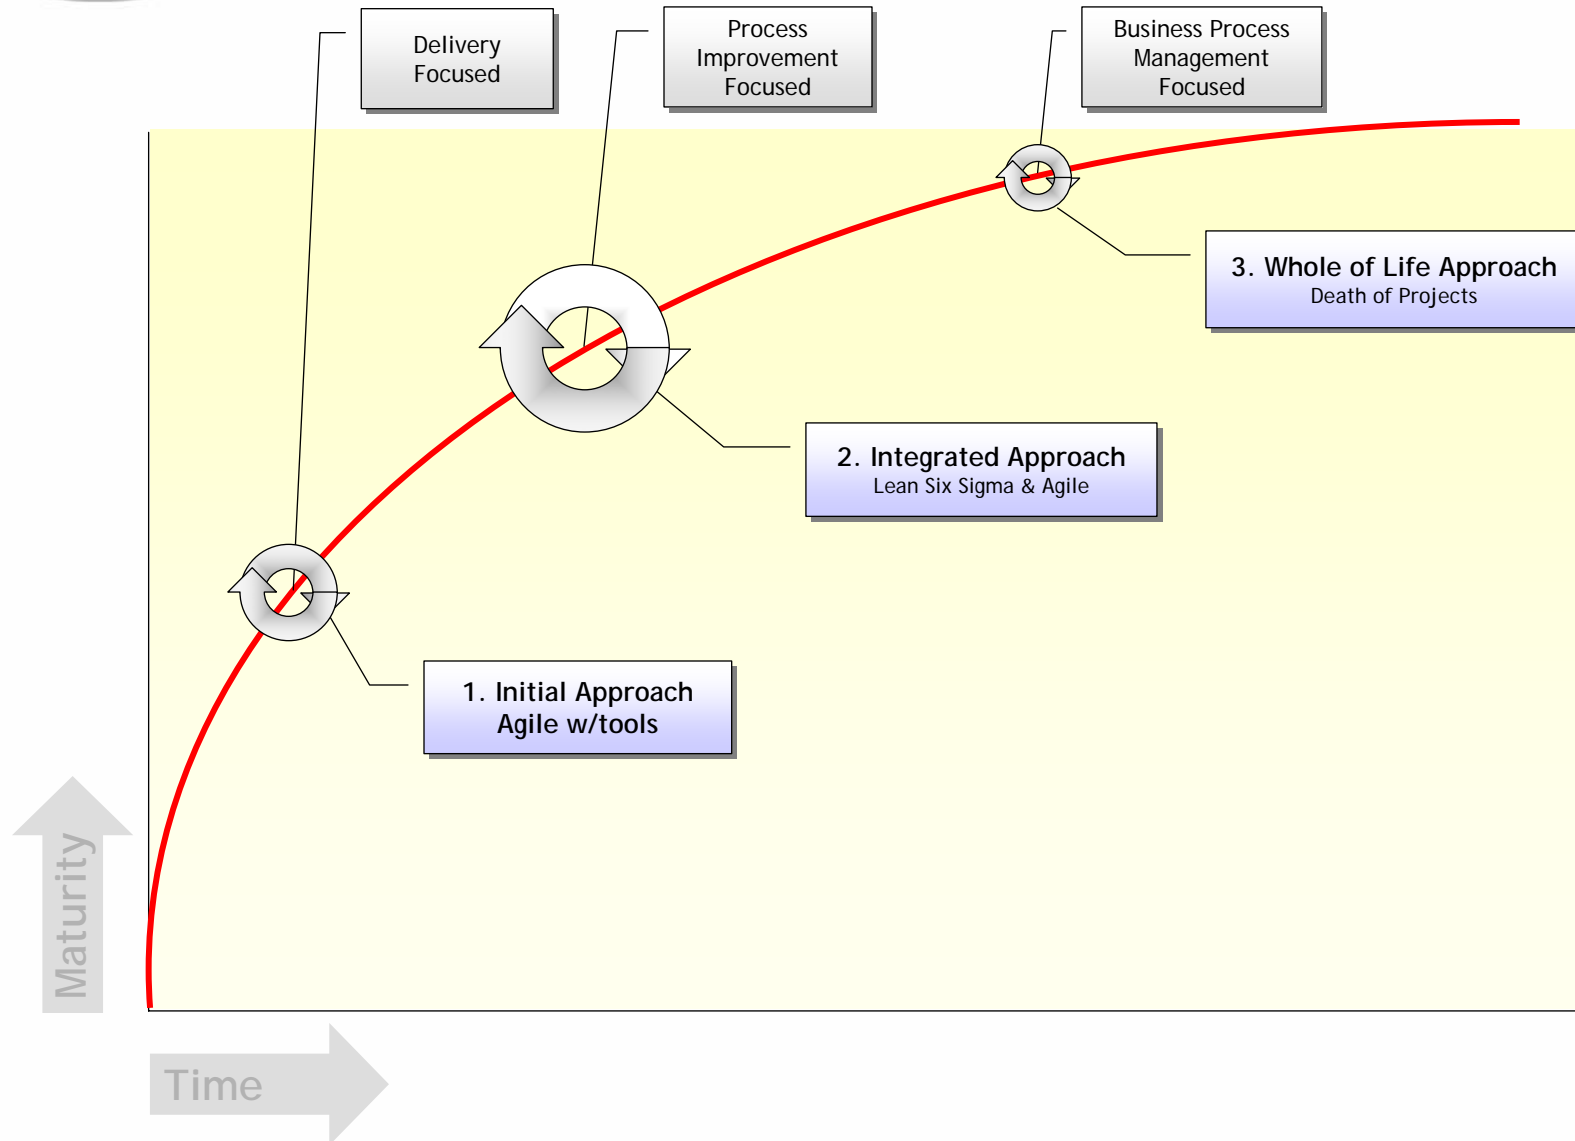 Delivery
Focused
Process
Improvement
Focused
Business Process
Management
Focused
3. Whole of Life Approach
Death of Projects
2. Integrated Approach
Lean Six Sigma & Agile
1. Initial Approach
Agile w/tools
Maturity
Time